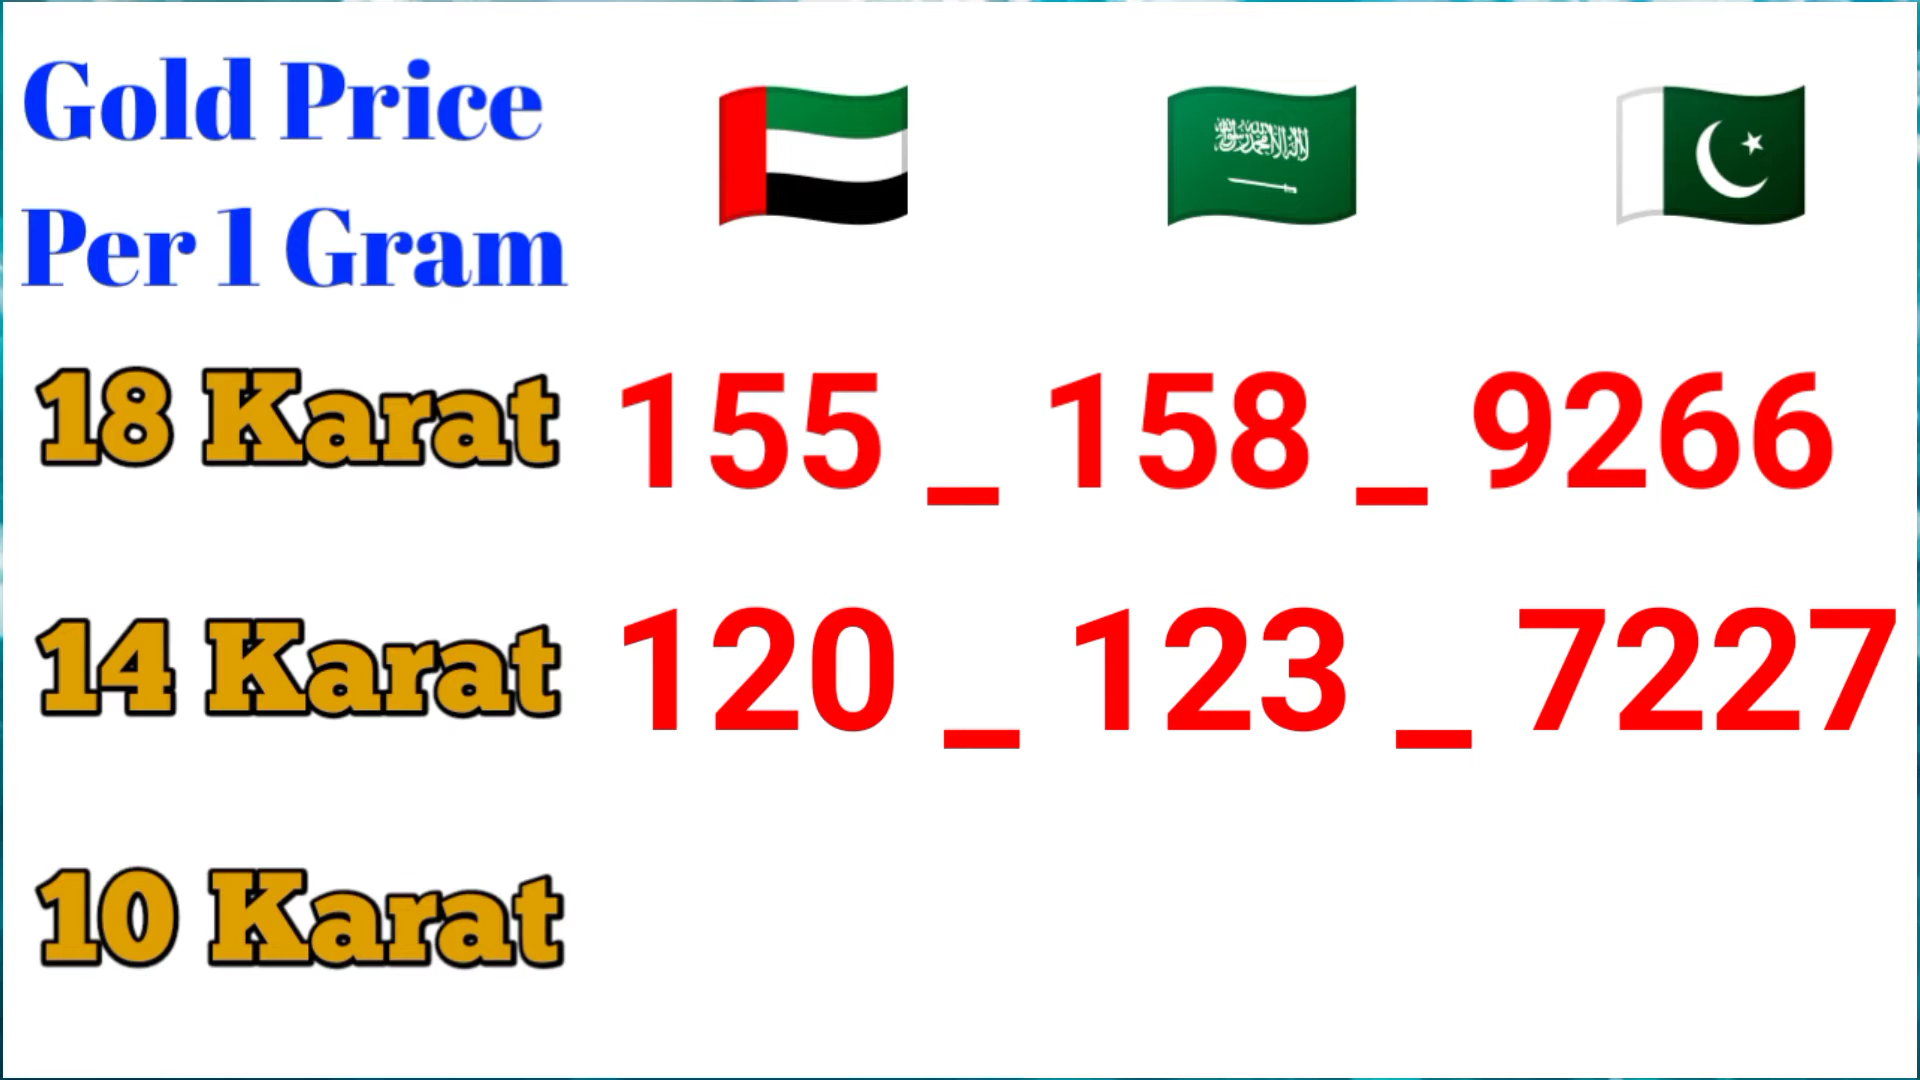 Gold Price
Per 1 Gram
18 Karat 155 _ 158 _ 9266
14 Karat 120 _ 123 _ 7227
10 Karat